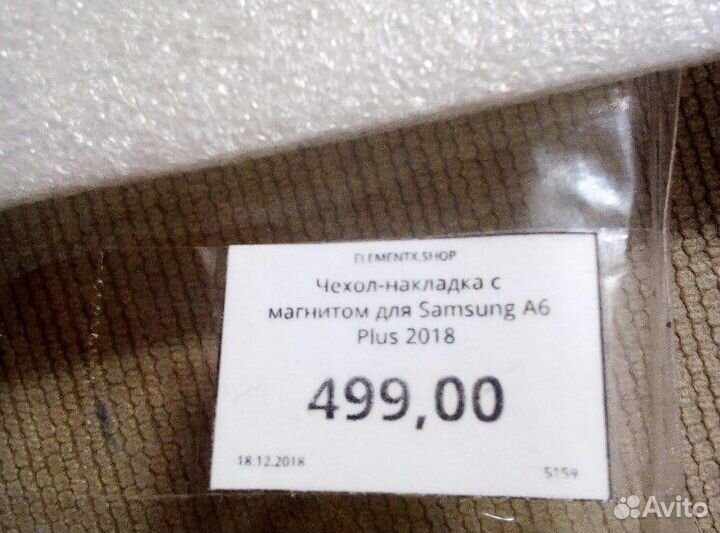 ELEMENTX.SHOP
Чехол-накладка с
магнитом для Samsung A6
Plus 2018
499,00
18.12.2018
5159
Avito